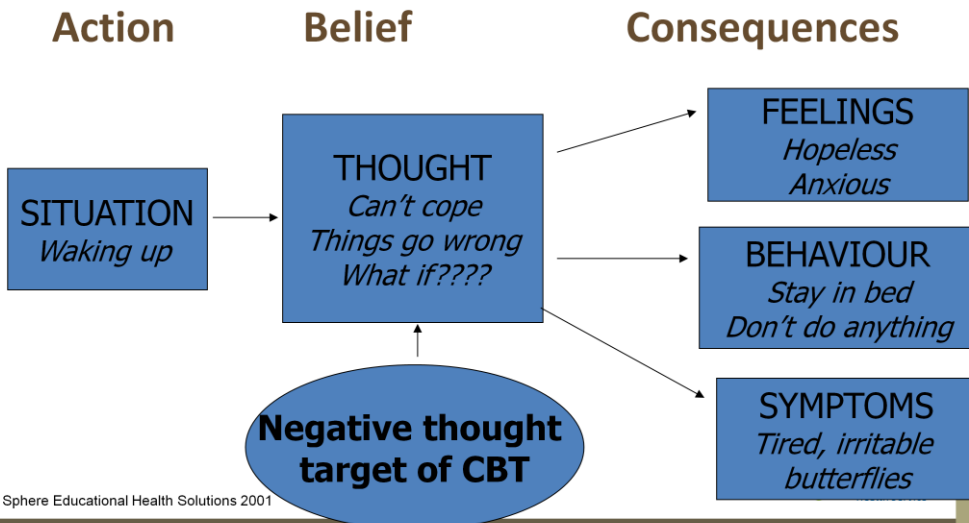 Action Belief Consequences
SITUATION
Waking up
THOUGHT
Can't cope
Things go wrong
What if????
Negative thought
target of CBT
FEELINGS
Hopeless
Anxious
BEHAVIOUR
Stay in bed
Don't do anything
SYMPTOMS
Tired, irritable
butterflies
Sphere Educational Health Solutions 2001